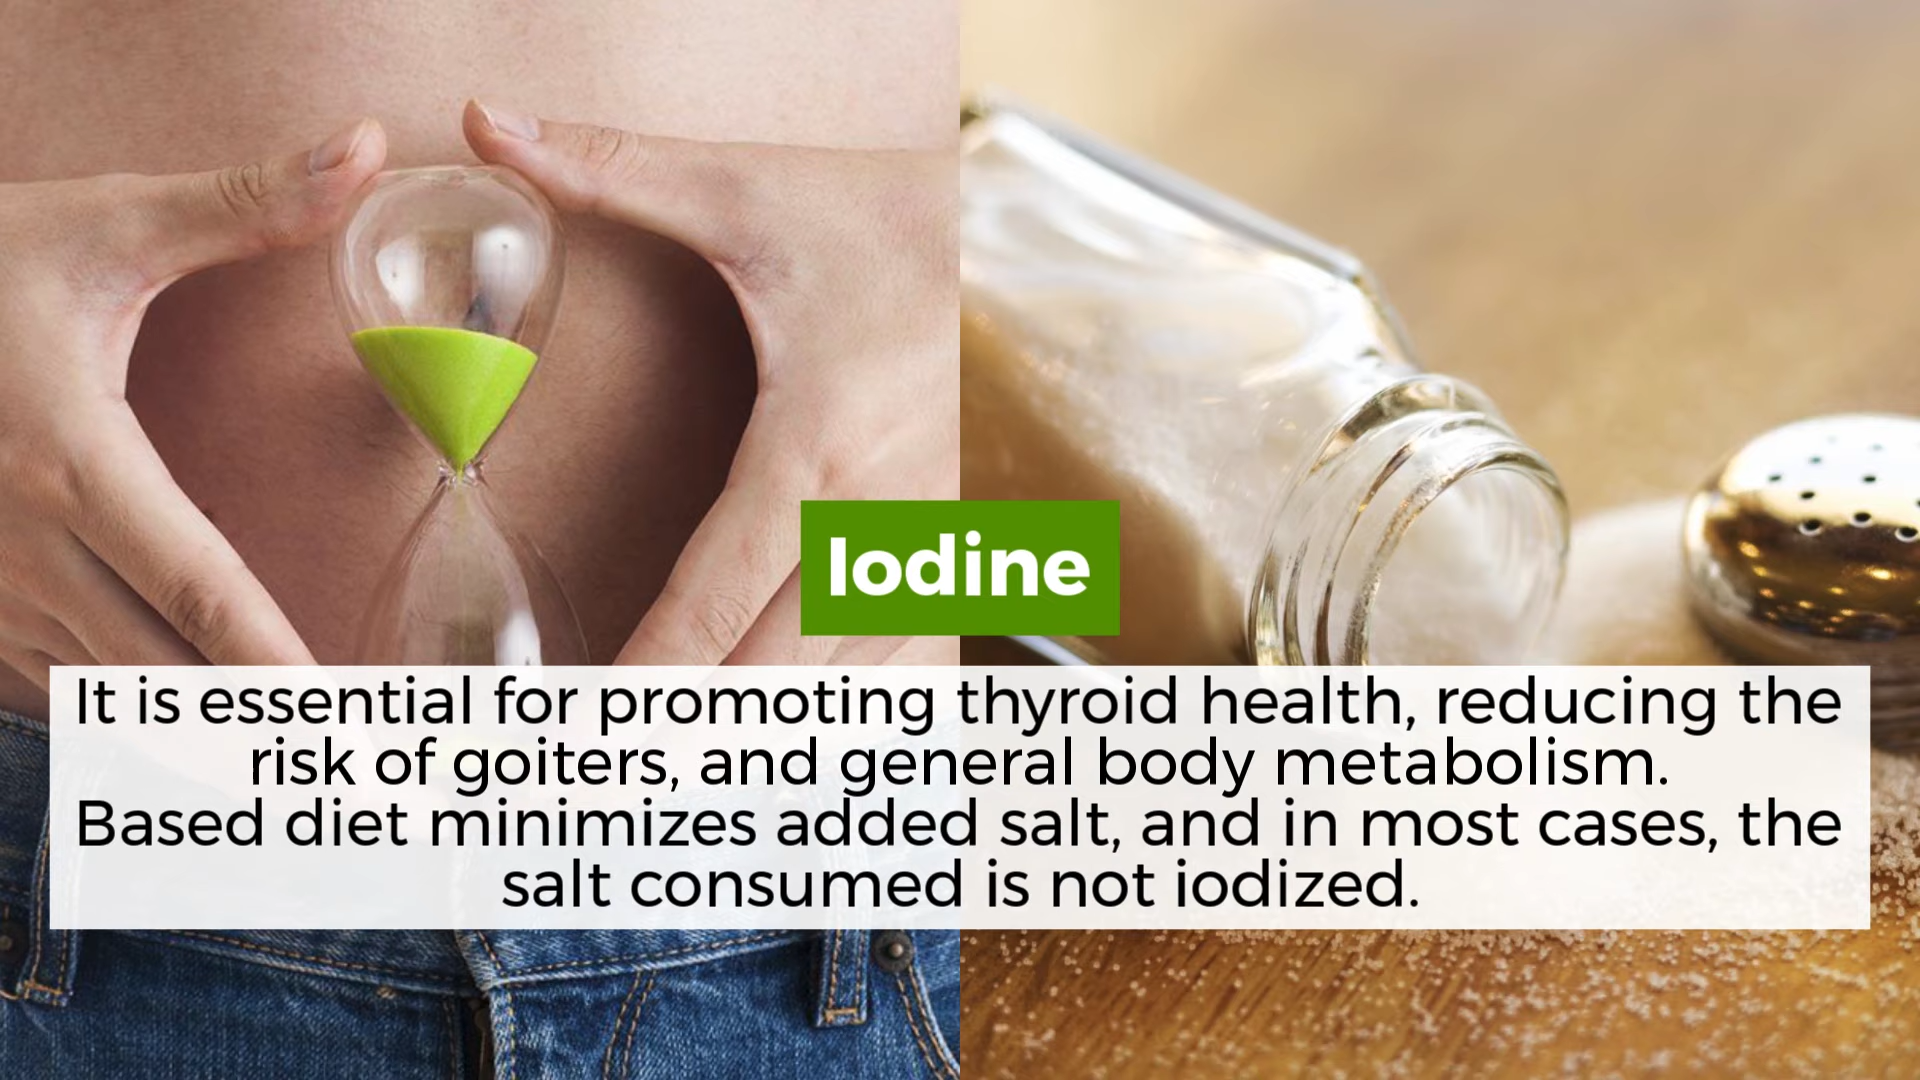 Iodine
It is essential for promoting thyroid health, reducing the
risk of goiters, and general body metabolism.
Based diet minimizes added salt, and in most cases, the
salt consumed is not iodized.